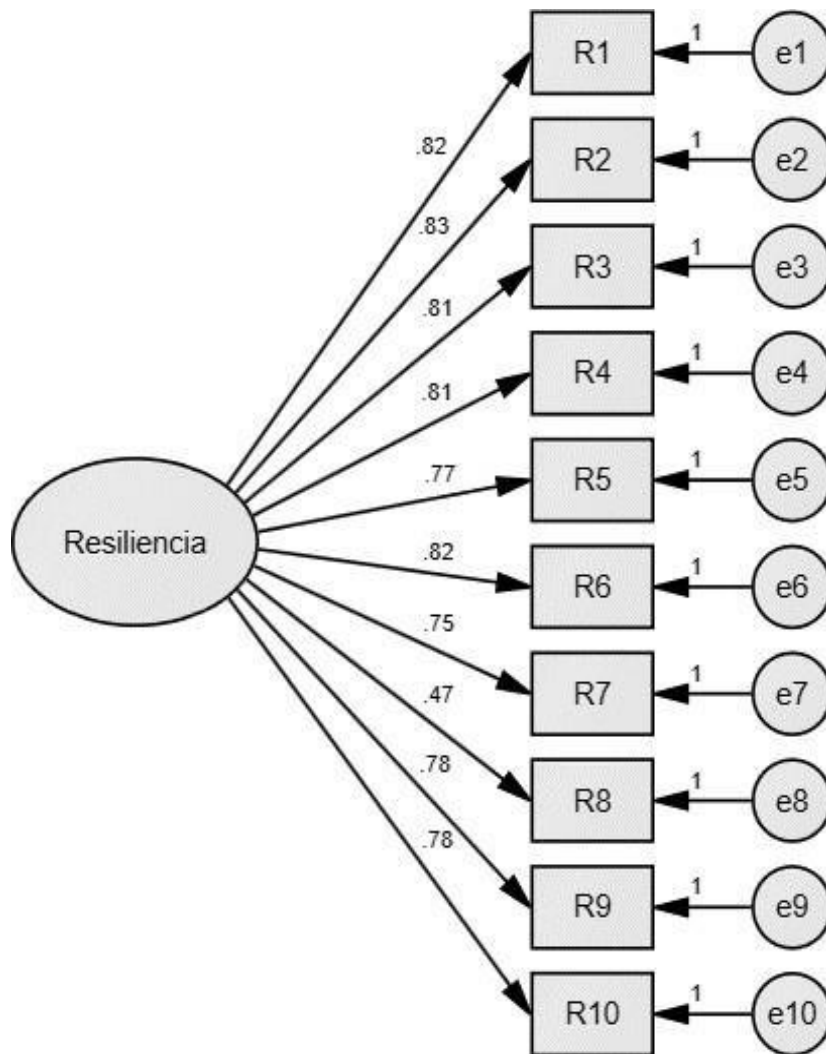 R1 1 e1
.82
R2 1 e2
.83
R3 1 e3
.81
R4 1 e4
.81
R5 1 e5
.77
Resiliencia
R6 1 e6
.82
R7 1 e7
.75
R8 1 e8
.47
R9 1 e9
.78
R10 1 e10
.78